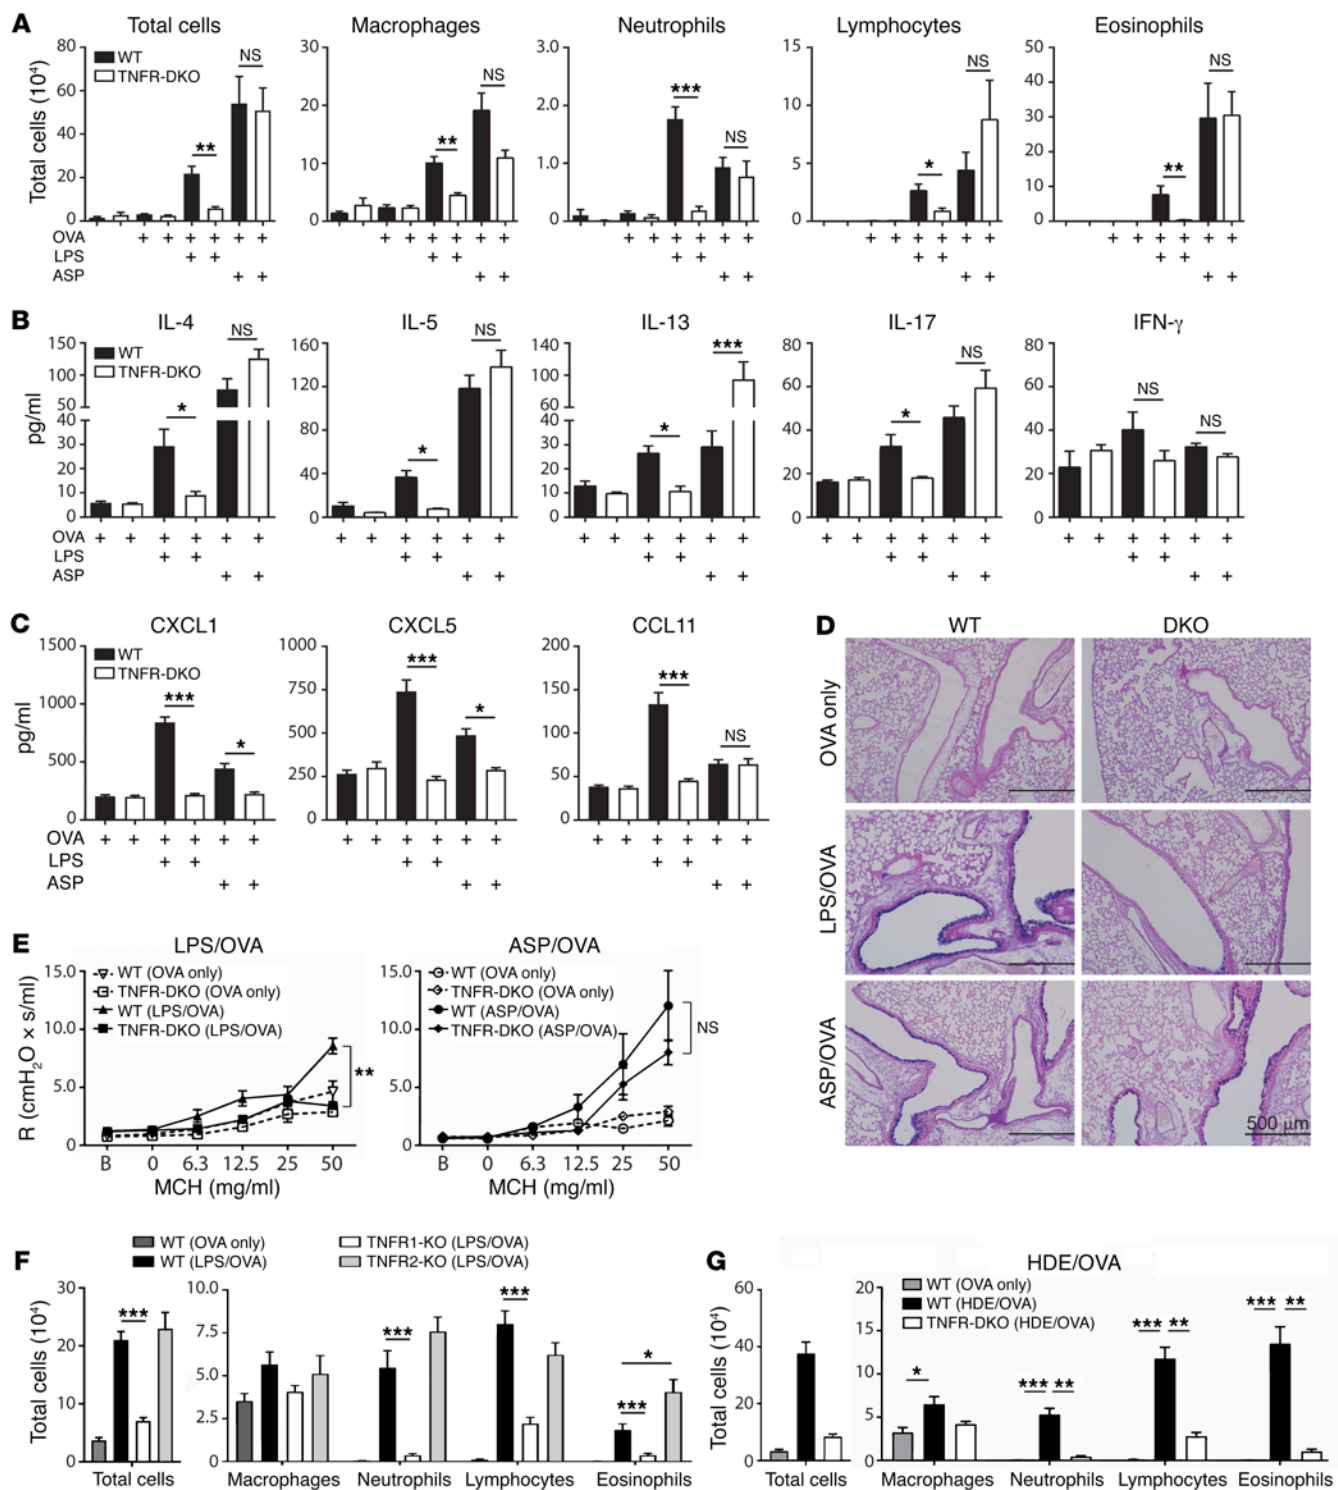 A
Total cells
Macrophages
Neutrophils
Lymphocytes
Eosinophils
WT
TNFR-DKO
Total cells (10⁴)
80
60
40
20
0
NS
**
30
20
10
0
NS
**
3.0
2.0
1.0
0
***
NS
15
10
5
0
NS
*
50
40
30
20
10
0
NS
**
OVA + + + + + + + + + + + + + + + + + + + + + + + + + + + + + +
LPS + + + + + + + + + +
ASP + + + + + + + + + +
B
IL-4
IL-5
IL-13
IL-17
IFN-γ
WT
TNFR-DKO
pg/ml
150
100
50
40
30
20
10
0
NS
*
160
120
80
40
0
NS
*
140
100
60
40
30
20
10
0
***
*
80
60
40
20
0
NS
*
80
60
40
20
0
NS
NS
OVA + + + + + + + + + + + + + + + + + + + + + + + + + + + + + +
LPS + + + + + + + + + +
ASP + + + + + + + + + +
C
CXCL1
CXCL5
CCL11
WT
TNFR-DKO
pg/ml
1500
1000
500
0
***
*
1000
750
500
250
0
***
*
200
150
100
50
0
***
NS
OVA + + + + + + + + + + + + + + + + + +
LPS + + + + + +
ASP + + + + + +
D
WT
DKO
OVA only
LPS/OVA
ASP/OVA
500 μm
E
LPS/OVA
WT (OVA only)
TNFR-DKO (OVA only)
WT (LPS/OVA)
TNFR-DKO (LPS/OVA)
R (cmH₂O × s/ml)
15.0
10.0
5.0
0
**
B 0 6.3 12.5 25 50
MCH (mg/ml)
ASP/OVA
WT (OVA only)
TNFR-DKO (OVA only)
WT (ASP/OVA)
TNFR-DKO (ASP/OVA)
15.0
10.0
5.0
0
NS
B 0 6.3 12.5 25 50
MCH (mg/ml)
F
WT (OVA only)
WT (LPS/OVA)
TNFR1-KO (LPS/OVA)
TNFR2-KO (LPS/OVA)
Total cells (10⁴)
30
20
10
0
***
Total cells
10.0
7.5
5.0
2.5
0
***
***
***
*
Macrophages Neutrophils Lymphocytes Eosinophils
G
HDE/OVA
WT (OVA only)
WT (HDE/OVA)
TNFR-DKO (HDE/OVA)
Total cells (10⁴)
60
40
20
0
Total cells
20
15
10
5
0
*
*** **
*** **
*** **
Macrophages Neutrophils Lymphocytes Eosinophils